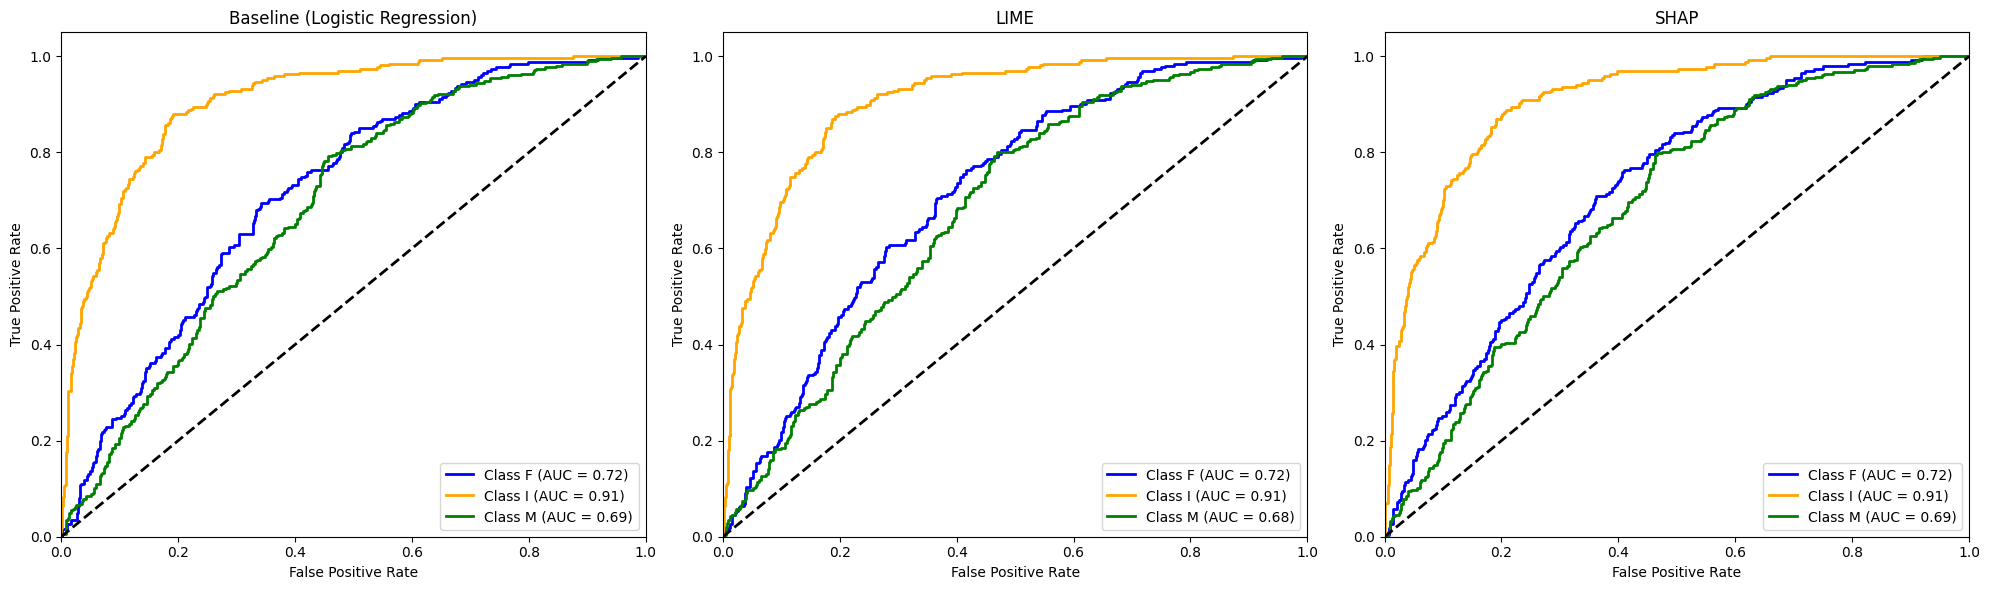 Baseline (Logistic Regression)
True Positive Rate
1.0
0.8
0.6
0.4
0.2
0.0
0.0 0.2 0.4 0.6 0.8 1.0
False Positive Rate
Class F (AUC = 0.72)
Class I (AUC = 0.91)
Class M (AUC = 0.69)
LIME
True Positive Rate
1.0
0.8
0.6
0.4
0.2
0.0
0.0 0.2 0.4 0.6 0.8 1.0
False Positive Rate
Class F (AUC = 0.72)
Class I (AUC = 0.91)
Class M (AUC = 0.68)
SHAP
True Positive Rate
1.0
0.8
0.6
0.4
0.2
0.0
0.0 0.2 0.4 0.6 0.8 1.0
False Positive Rate
Class F (AUC = 0.72)
Class I (AUC = 0.91)
Class M (AUC = 0.69)